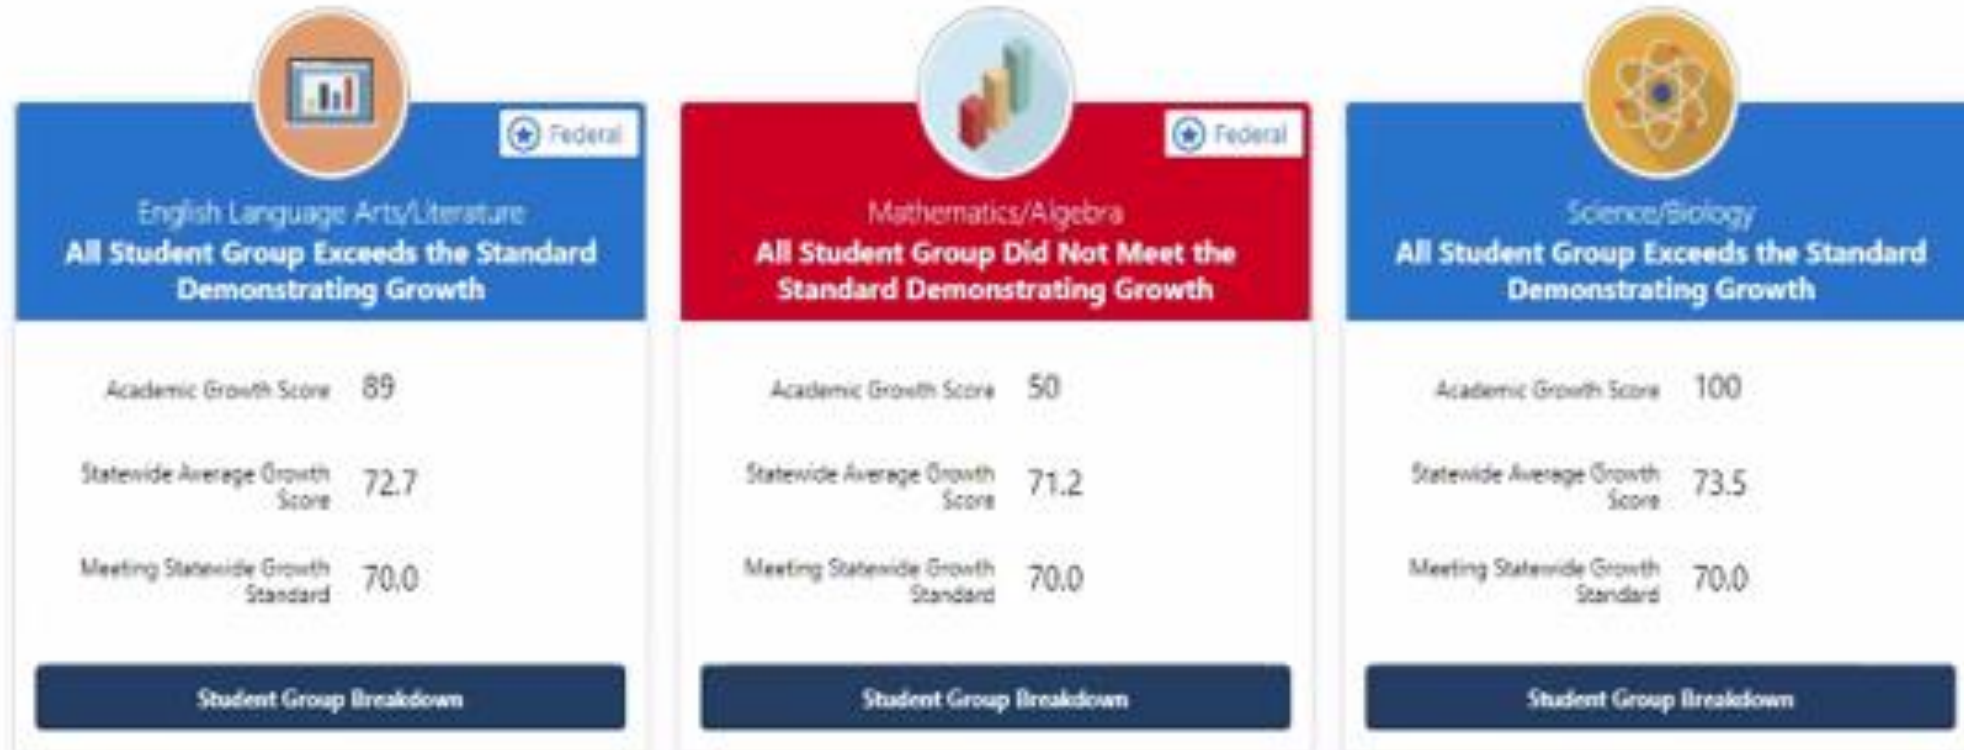 Federal
English Language Arts/Literature
All Student Group Exceeds the Standard
Demonstrating Growth
Academic Growth Score 89
Statewide Average Growth
Score 72.7
Meeting Statewide Growth
Standard 70.0
Student Group Breakdown
Federal
Mathematics/Algebra
All Student Group Did Not Meet the
Standard Demonstrating Growth
Academic Growth Score 50
Statewide Average Growth
Score 71.2
Meeting Statewide Growth
Standard 70.0
Student Group Breakdown
Science/Biology
All Student Group Exceeds the Standard
Demonstrating Growth
Academic Growth Score 100
Statewide Average Growth
Score 73.5
Meeting Statewide Growth
Standard 70.0
Student Group Breakdown